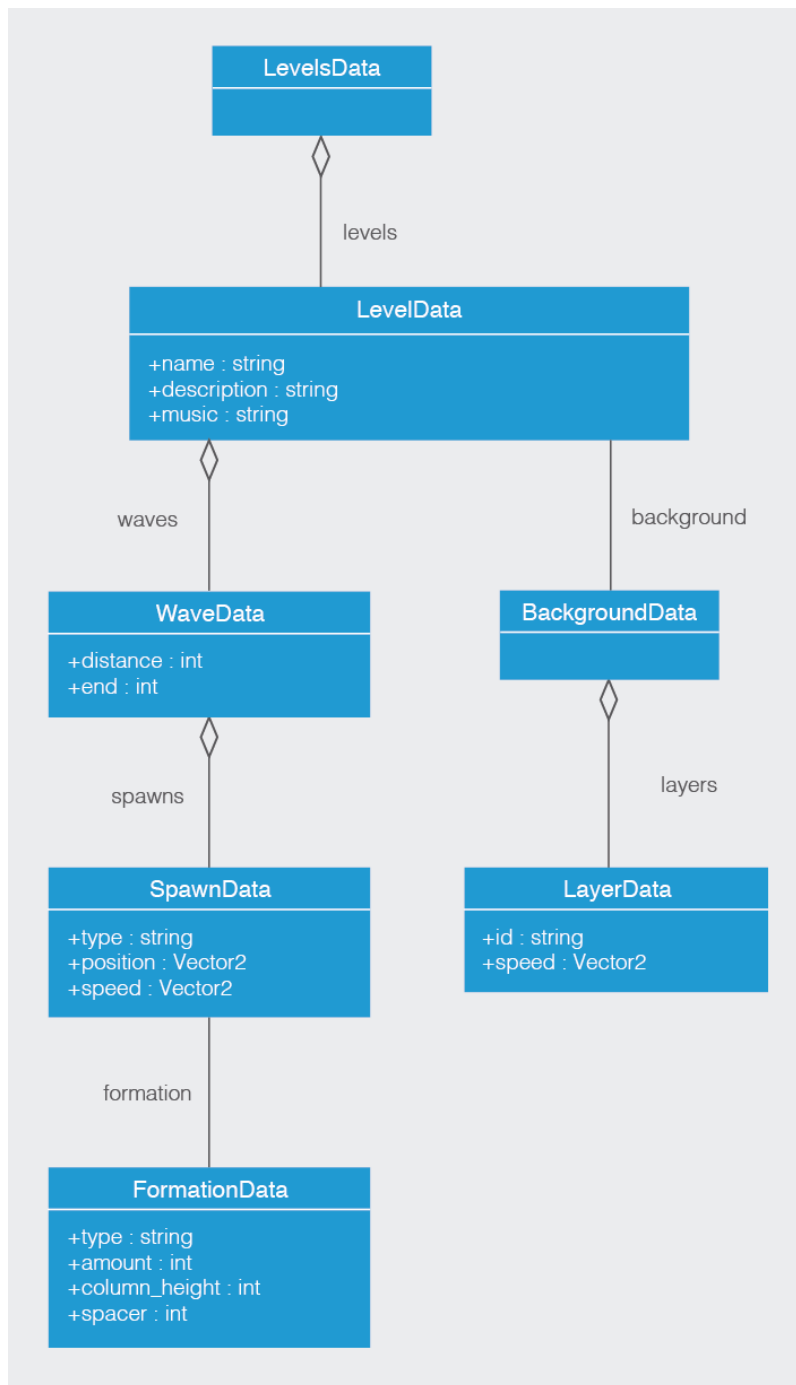 LevelsData
levels
LevelData
+name : string
+description : string
+music : string
waves
background
WaveData
+distance : int
+end : int
BackgroundData
spawns
layers
SpawnData
+type : string
+position : Vector2
+speed : Vector2
LayerData
+id : string
+speed : Vector2
formation
FormationData
+type : string
+amount : int
+column_height : int
+spacer : int